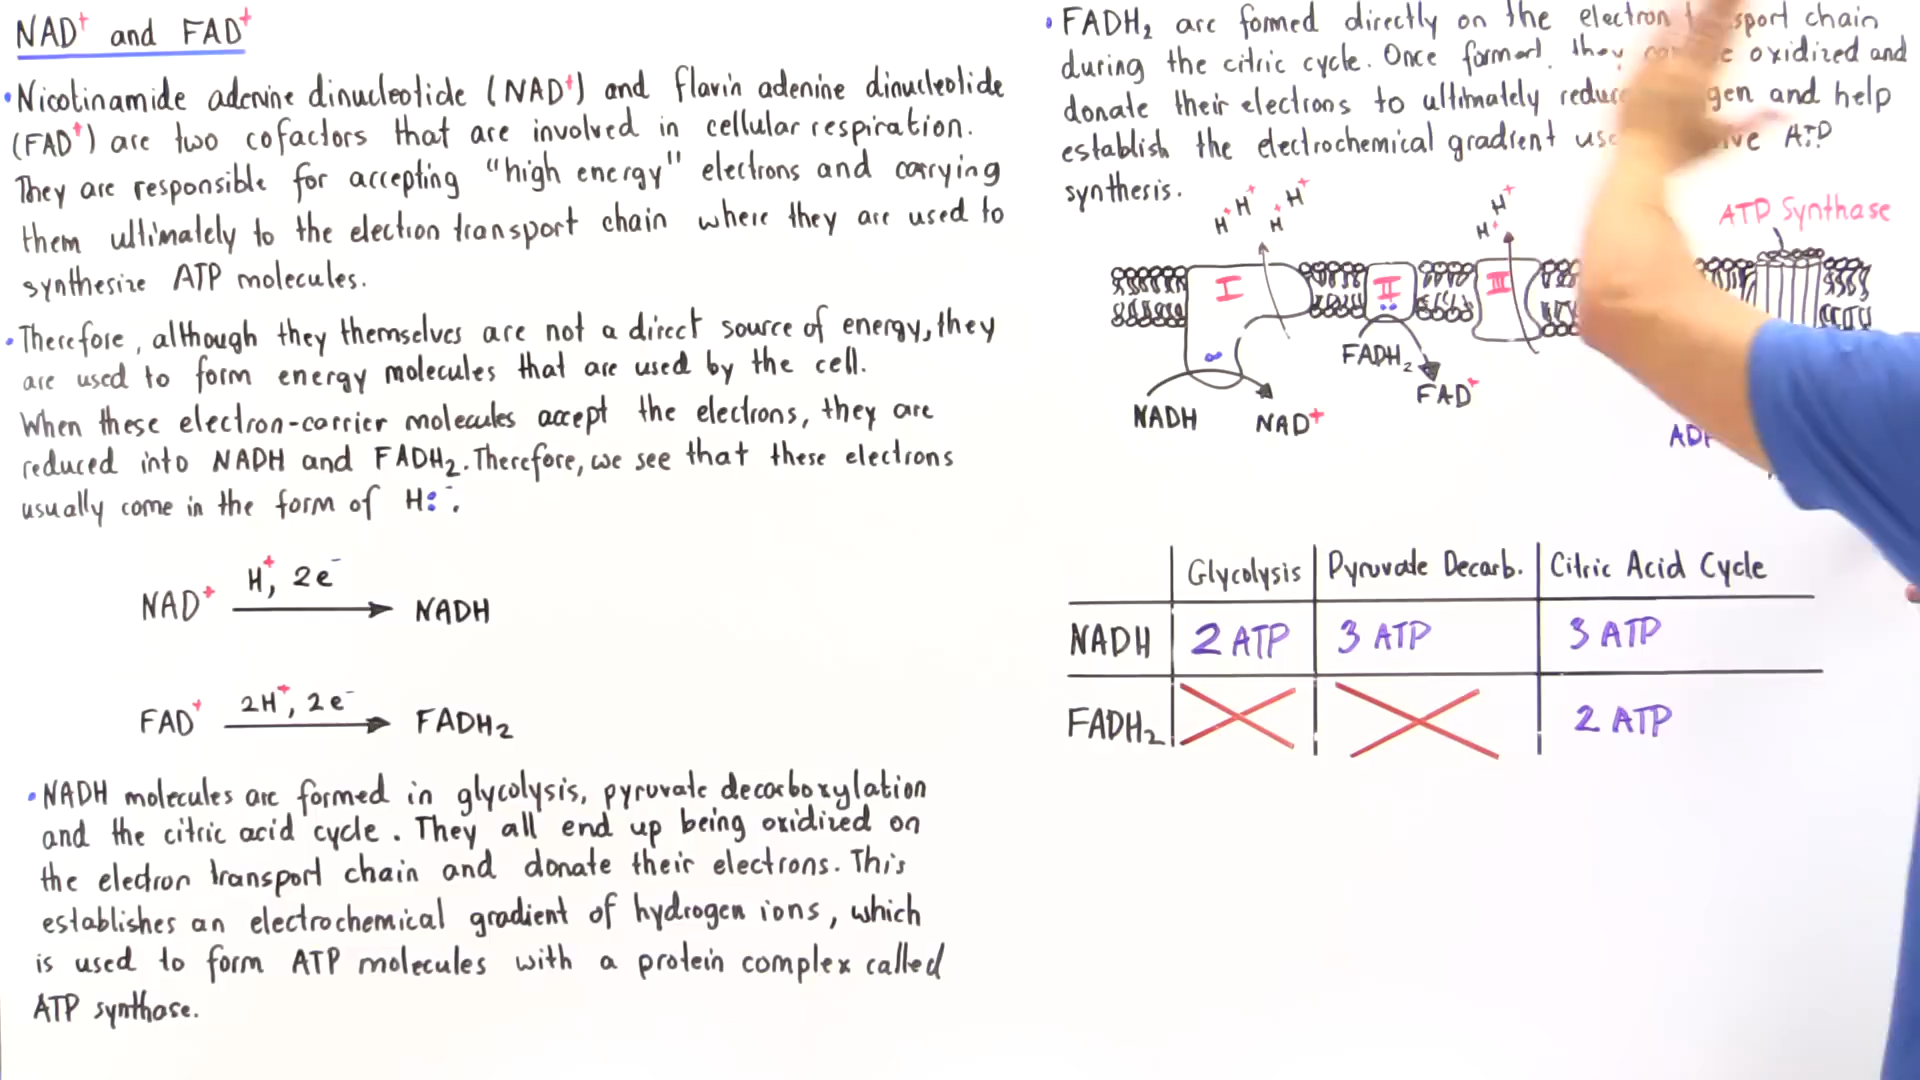 NAD⁺ and FAD⁺
• Nicotinamide adenine dinucleotide (NAD⁺) and flavin adenine dinucleotide
(FAD⁺) are two cofactors that are involved in cellular respiration.
They are responsible for accepting "high energy" electrons and carrying
them ultimately to the electron transport chain where they are used to
synthesize ATP molecules.
• Therefore, although they themselves are not a direct source of energy, they
are used to form energy molecules that are used by the cell.
When these electron-carrier molecules accept the electrons, they are
reduced into NADH and FADH₂. Therefore, we see that these electrons
usually come in the form of H:⁻.
NAD⁺ H⁺, 2e⁻ NADH
FAD⁺ 2H⁺, 2e⁻ FADH₂
• NADH molecules are formed in glycolysis, pyruvate decarboxylation
and the citric acid cycle. They all end up being oxidized on
the electron transport chain and donate their electrons. This
establishes an electrochemical gradient of hydrogen ions, which
is used to form ATP molecules with a protein complex called
ATP synthase.
• FADH₂ are formed directly on the electron chain
during the citric cycle. Once formed, they oxidized and
donate their electrons to ultimately and help
establish the electrochemical gradient ATP
synthesis.
H⁺ H⁺ H⁺ H⁺
H⁺ H⁺
ATP Synthase
I II III
FADH₂ FAD⁺
NADH NAD⁺
Glycolysis Pyruvate Decarb. Citric Acid Cycle
NADH 2 ATP 3 ATP 3 ATP
FADH₂ 2 ATP